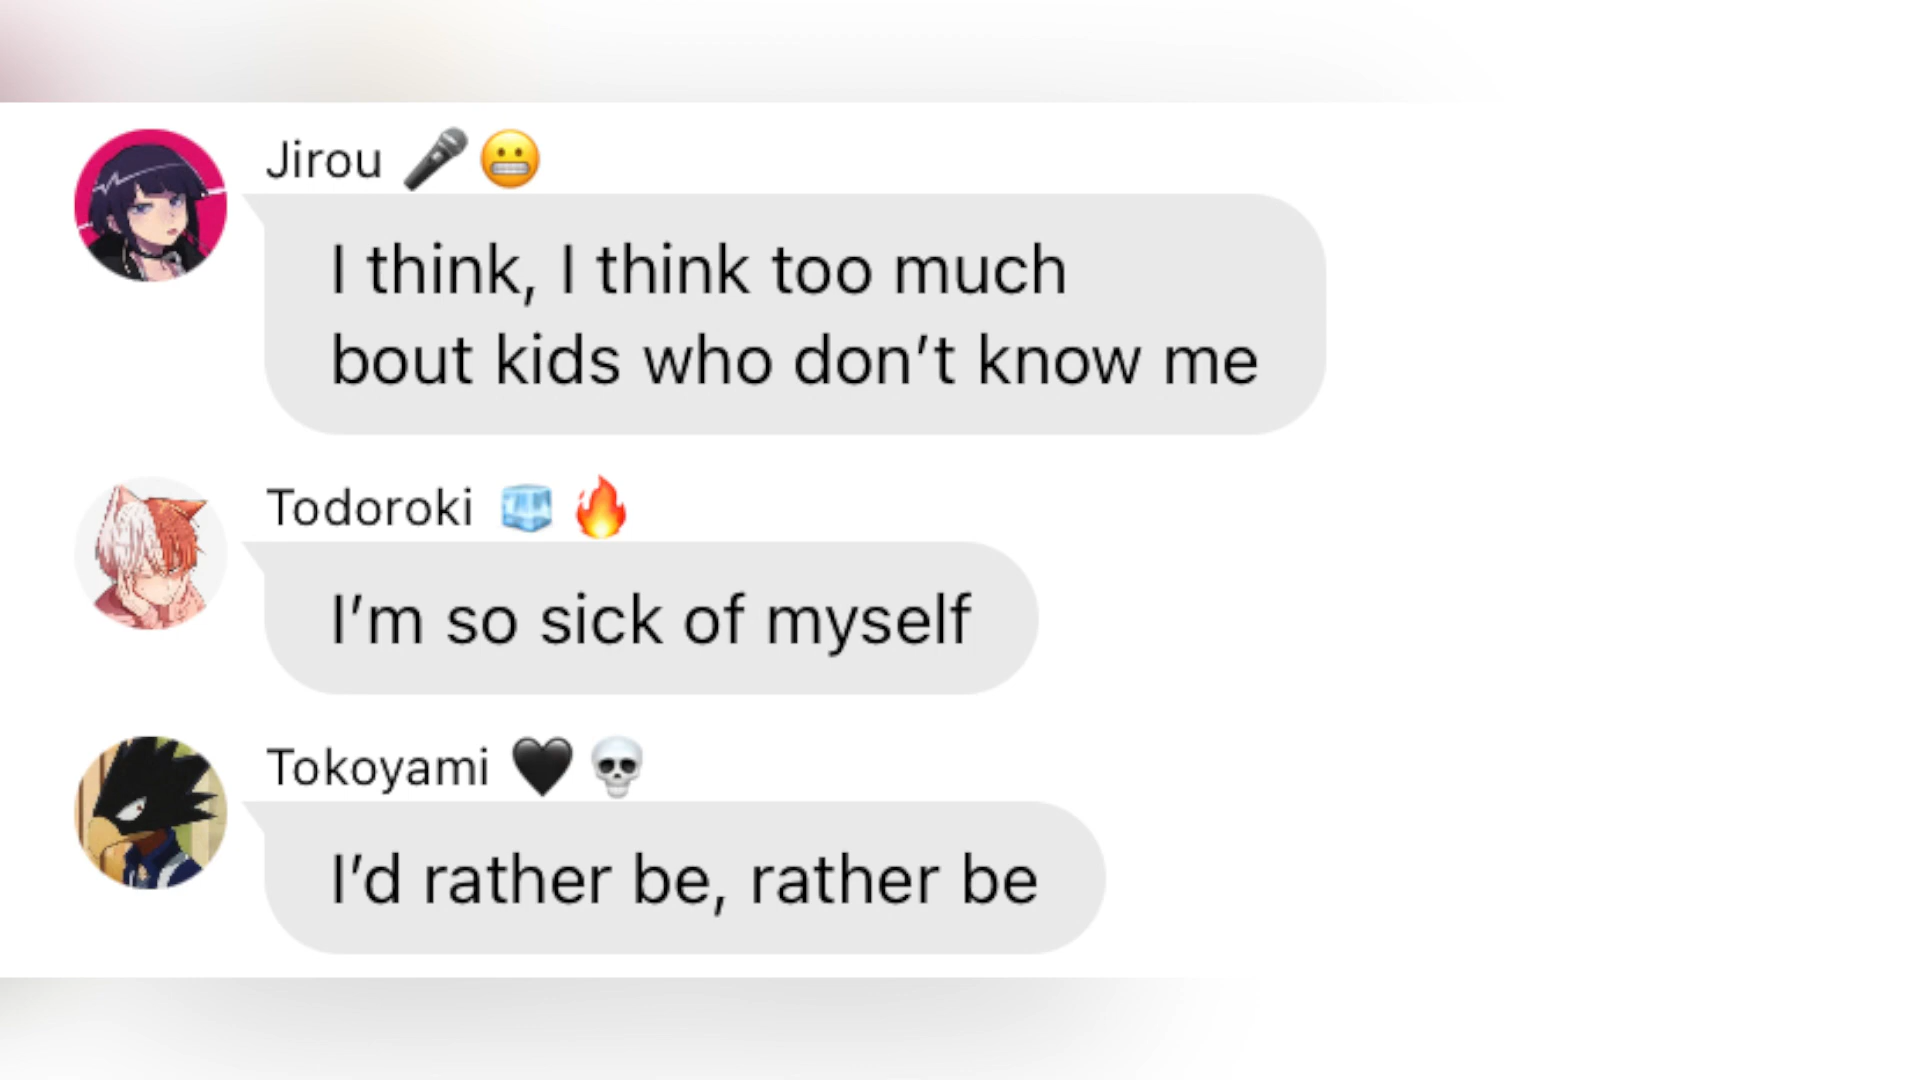 Jirou 🎤😬
I think, I think too much
bout kids who don’t know me
Todoroki 🧊🔥
I’m so sick of myself
Tokoyami 🖤💀
I’d rather be, rather be